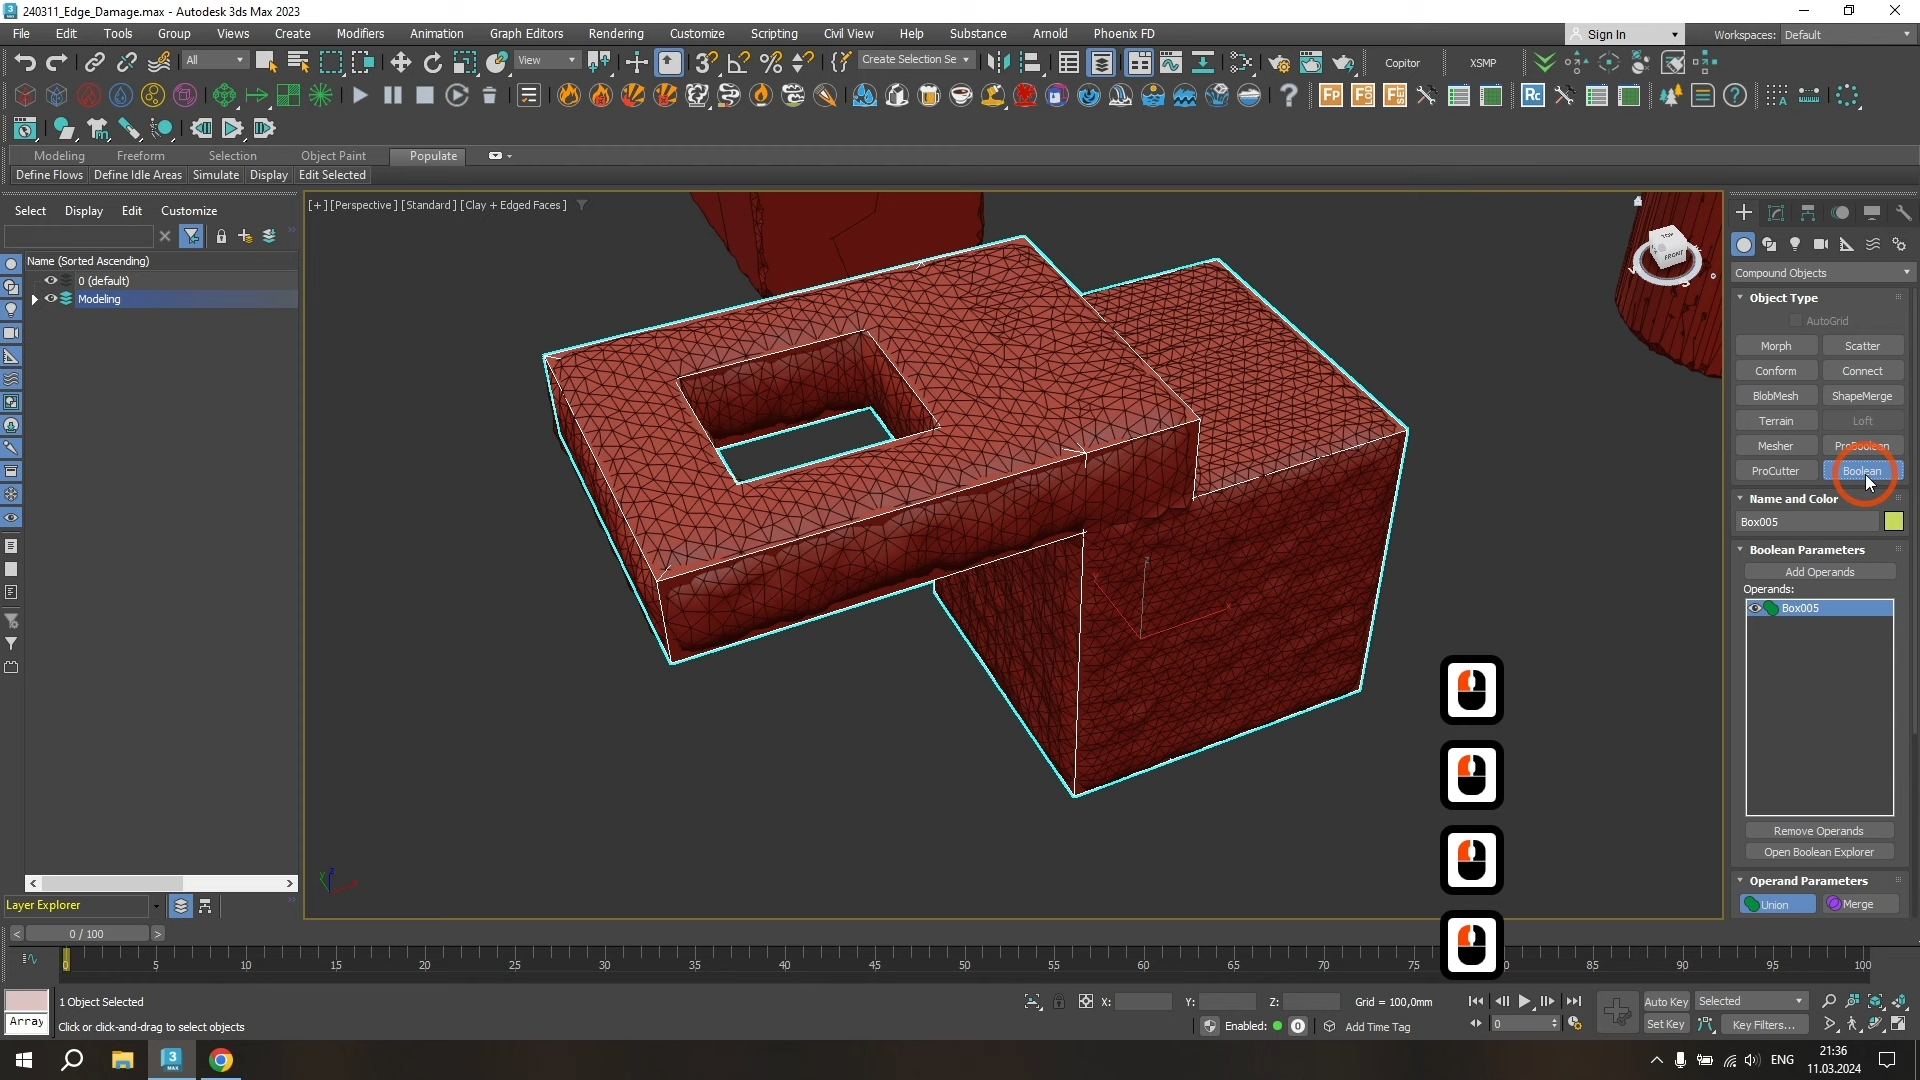 240311_Edge_Damage.max - Autodesk 3ds Max 2023
File Edit Tools Group Views Create Modifiers Animation Graph Editors Rendering Customize Scripting Civil View Help Substance Arnold Phoenix FD
Sign In Workspaces: Default
All View Create Selection Se Copitor XSMP
Modeling Freeform Selection Object Paint Populate
Define Flows Define Idle Areas Simulate Display Edit Selected
Select Display Edit Customize
Name (Sorted Ascending)
0 (default)
Modeling
[+] [Perspective] [Standard] [Clay + Edged Faces]
TOP
FRONT
Compound Objects
Object Type
AutoGrid
Morph Scatter
Conform Connect
BlobMesh ShapeMerge
Terrain Loft
Mesher ProBoolean
ProCutter Boolean
Name and Color
Box005
Boolean Parameters
Add Operands
Operands:
Box005
Remove Operands
Open Boolean Explorer
Operand Parameters
Union Merge
Layer Explorer
0 / 100
0 5 10 15 20 25 30 35 40 45 50 55 60 65 70 75 85 90 95 100
1 Object Selected
Click or click-and-drag to select objects
Array
X: Y: Z: Grid = 100,0mm
Enabled: 0 Add Time Tag
0
Auto Key Selected
Set Key Key Filters...
ENG
21:36
11.03.2024